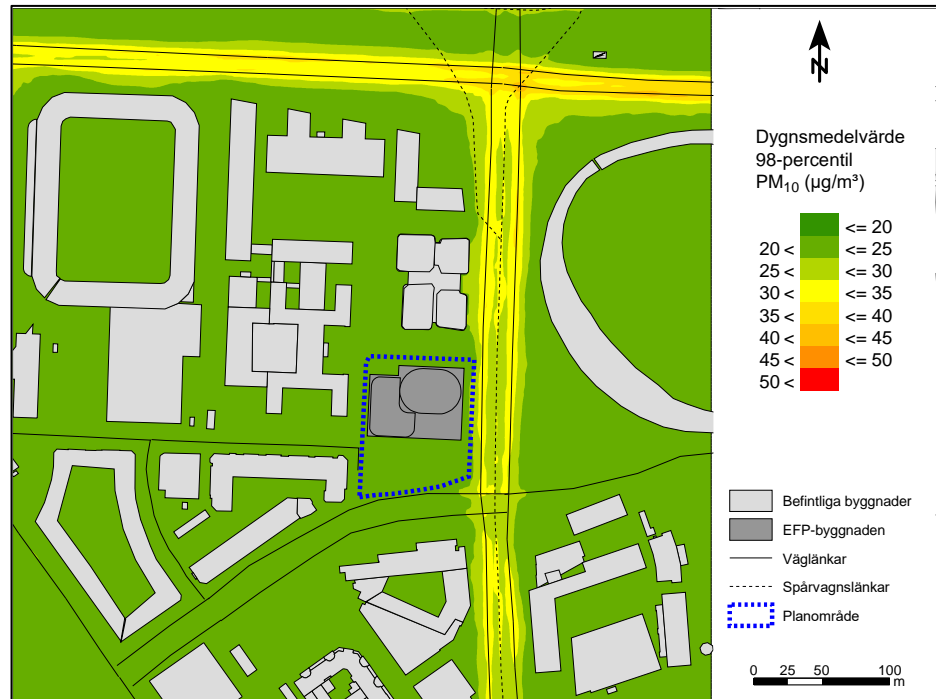 N
Dygnsmedelvärde
98-percentil
PM₁₀ (µg/m³)
<= 20
20 < <= 25
25 < <= 30
30 < <= 35
35 < <= 40
40 < <= 45
45 < <= 50
50 <
Befintliga byggnader
EFP-byggnaden
Väglänkar
Spårvagnslänkar
Planområde
0 25 50 100
m